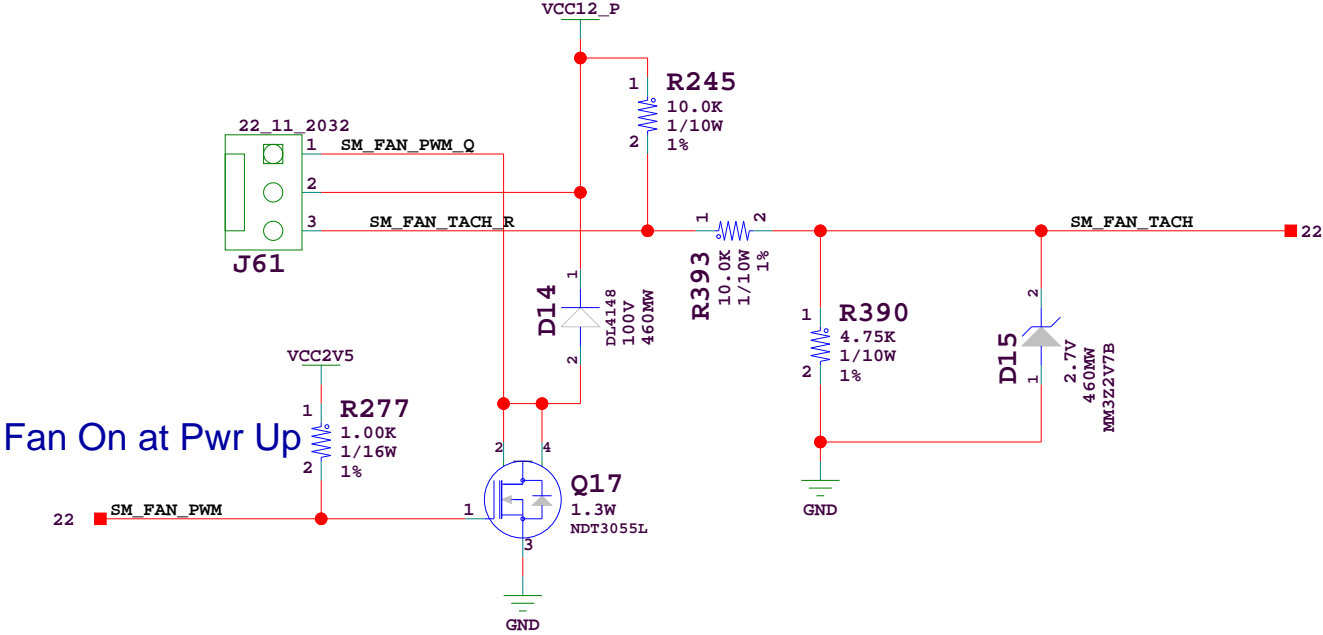 VCC12_P
1
R245
10.0K
1/10W
2
1%
22_11_2032
1
SM_FAN_PWM_Q
2
3
SM_FAN_TACH_R
J61
1
2
R393
10.0K
1/10W
1%
SM_FAN_TACH
22
1
D14
DL4148
100V
460MW
2
1
R390
4.75K
1/10W
2
1%
2
D15
2.7V
460MW
MM3Z2V7B
1
GND
VCC2V5
1
R277
Fan On at Pwr Up
1.00K
1/16W
2
1%
22
SM_FAN_PWM
1
2
4
Q17
1.3W
NDT3055L
3
GND